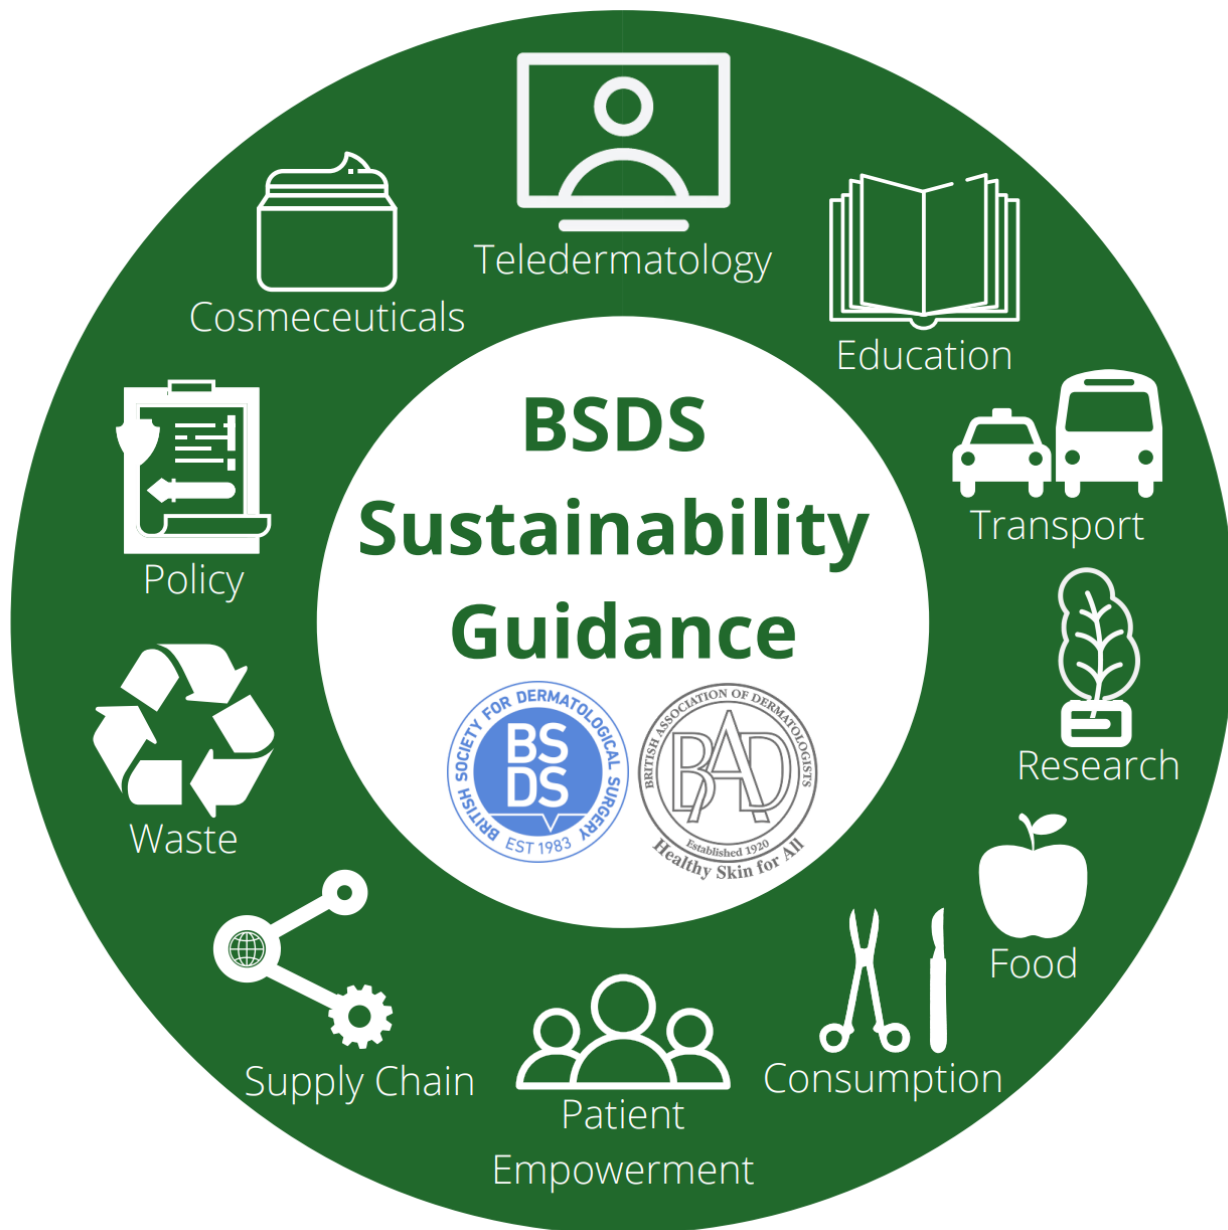 Teledermatology
Education
Transport
Research
Food
Consumption
Patient
Empowerment
Supply Chain
Waste
Policy
Cosmeceuticals
BSDS
Sustainability
Guidance
BRITISH SOCIETY FOR DERMATOLOGICAL SURGERY
BS
DS
EST 1983
BRITISH ASSOCIATION OF DERMATOLOGISTS
BAD
Established 1920
Healthy Skin for All